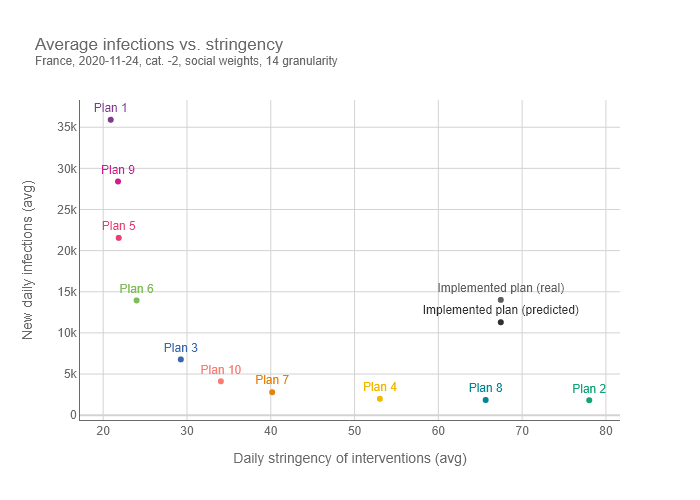 Average infections vs. stringency
France, 2020-11-24, cat. -2, social weights, 14 granularity
Plan 1
35k
Plan 9
30k
25k
Plan 5
20k
Plan 6
Implemented plan (real)
15k
Implemented plan (predicted)
10k
Plan 3
Plan 10
5k
Plan 7
Plan 4
Plan 8
Plan 2
0
20
30
40
50
60
70
80
New daily infections (avg)
Daily stringency of interventions (avg)